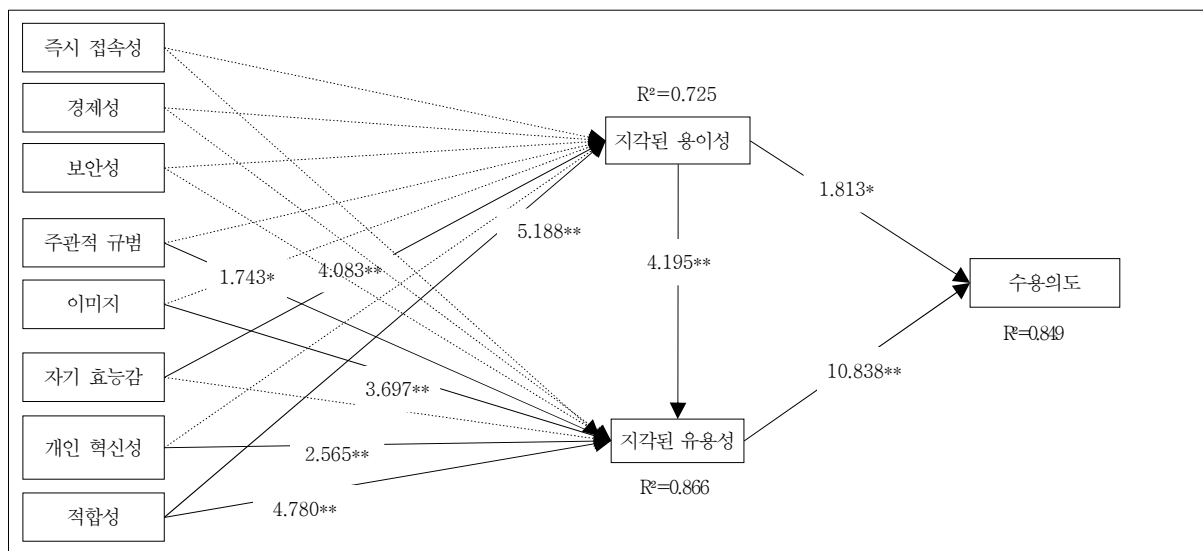 즉시 접속성
경제성
보안성
주관적 규범
이미지
자기 효능감
개인 혁신성
적합성
R²=0.725
지각된 용이성
1.813*
5.188**
4.083**
1.743*
4.195**
수용의도
R²=0.849
3.697**
10.838**
2.565**
지각된 유용성
R²=0.866
4.780**